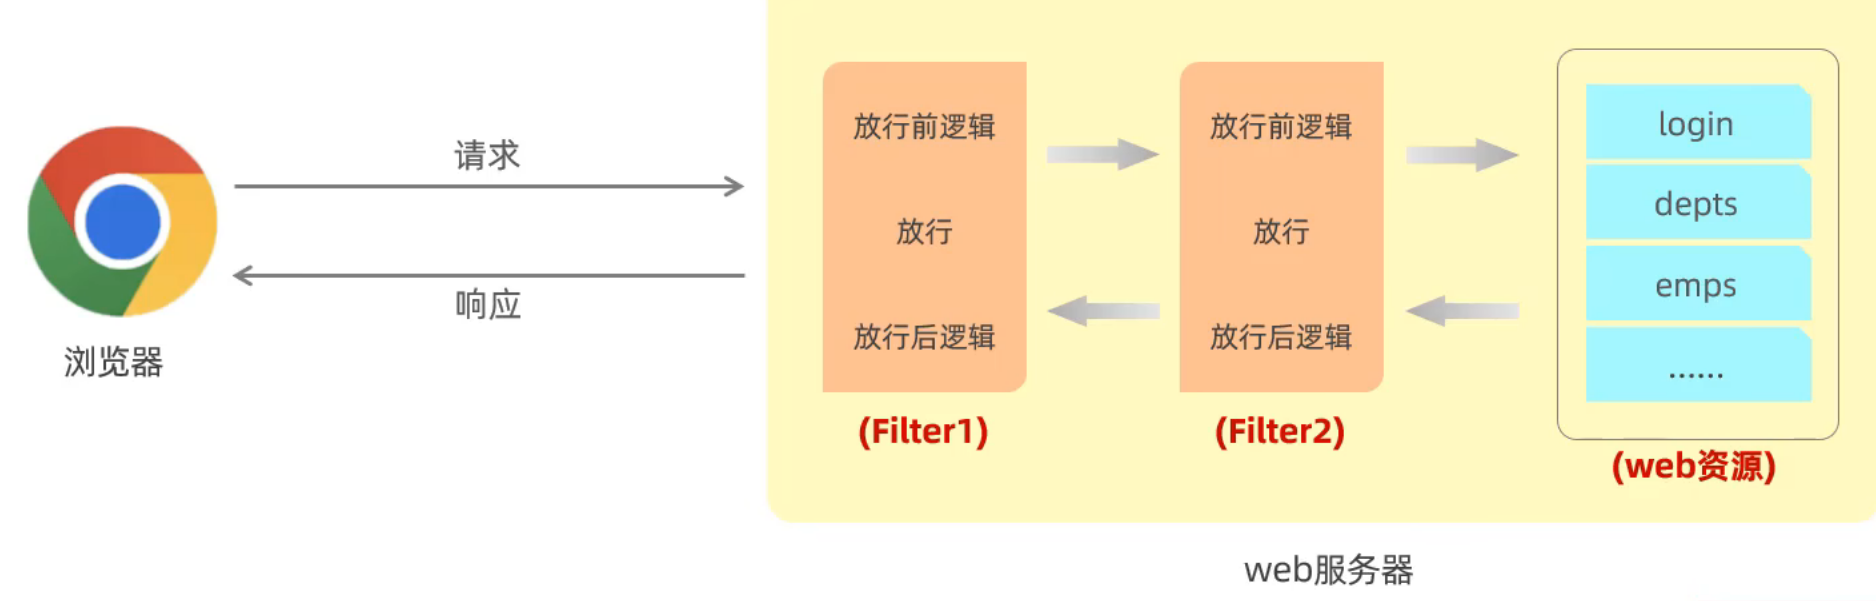 请求
响应
浏览器
放行前逻辑
放行
放行后逻辑
(Filter1)
放行前逻辑
放行
放行后逻辑
(Filter2)
login
depts
emps
......
(web资源)
web服务器